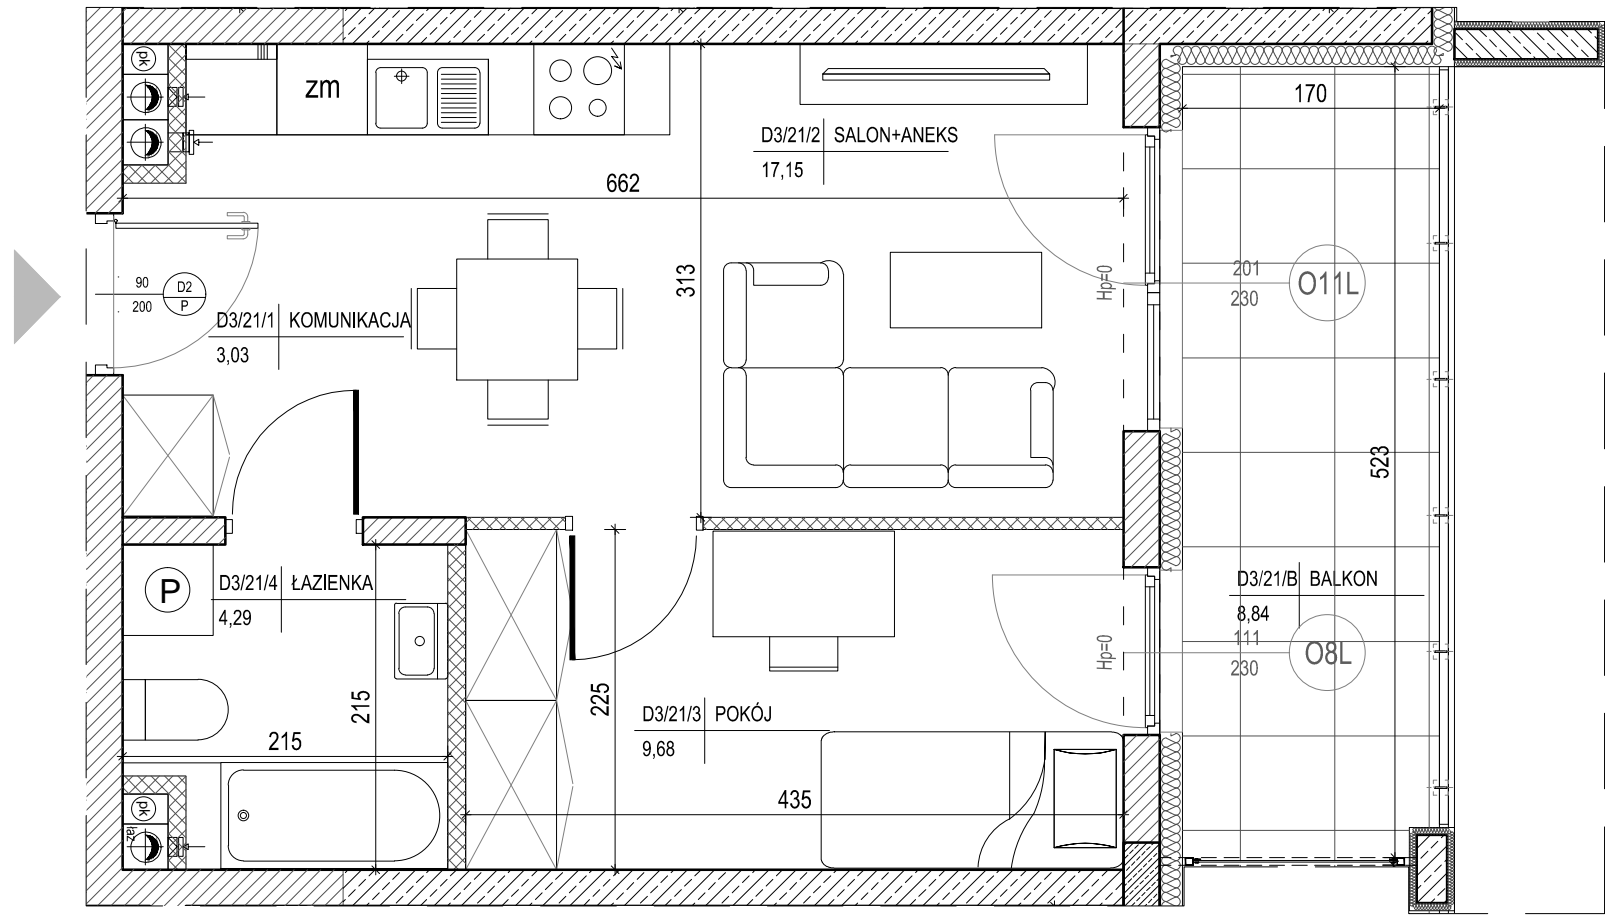 pk
zm
170
D3/21/2 SALON+ANEKS
17,15
662
313
90
200
D2
P
D3/21/1 KOMUNIKACJA
3,03
Hp=0
201
230
O11L
523
P
D3/21/4 ŁAZIENKA
4,29
D3/21/B BALKON
8,84
111
230
O8L
Hp=0
225
215
D3/21/3 POKÓJ
9,68
215
435
pk
łaz